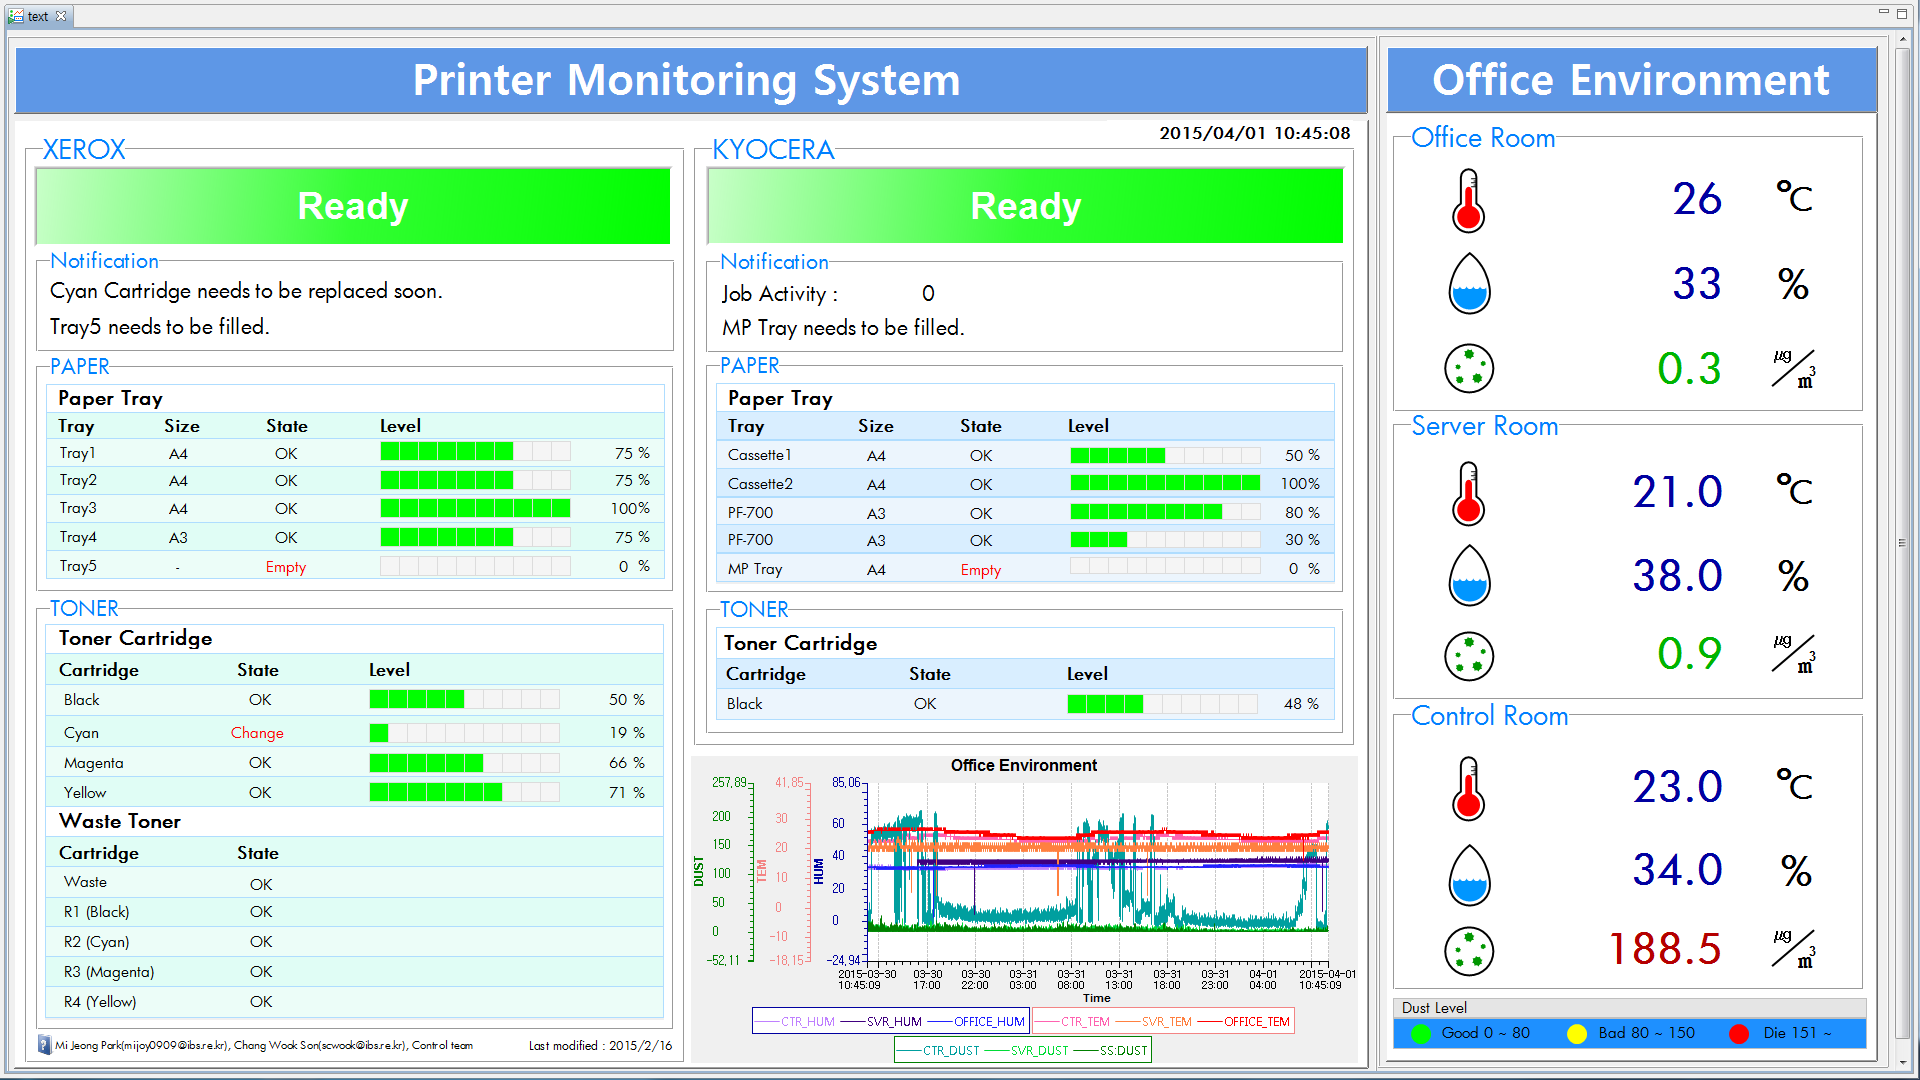 text
Printer Monitoring System
2015/04/01 10:45:08
XEROX
Ready
Notification
Cyan Cartridge needs to be replaced soon.
Tray5 needs to be filled.
PAPER
Paper Tray
Tray Size State Level
Tray1 A4 OK 75 %
Tray2 A4 OK 75 %
Tray3 A4 OK 100%
Tray4 A3 OK 75 %
Tray5 - Empty 0 %
TONER
Toner Cartridge
Cartridge State Level
Black OK 50 %
Cyan Change 19 %
Magenta OK 66 %
Yellow OK 71 %
Waste Toner
Cartridge State
Waste OK
R1 (Black) OK
R2 (Cyan) OK
R3 (Magenta) OK
R4 (Yellow) OK
Mi Jeong Park(mijoy0909@ibs.re.kr), Chang Wook Son(scwook@ibs.re.kr), Control team
Last modified : 2015/2/16
KYOCERA
Ready
Notification
Job Activity : 0
MP Tray needs to be filled.
PAPER
Paper Tray
Tray Size State Level
Cassette1 A4 OK 50 %
Cassette2 A4 OK 100%
PF-700 A3 OK 80 %
PF-700 A3 OK 30 %
MP Tray A4 Empty 0 %
TONER
Toner Cartridge
Cartridge State Level
Black OK 48 %
Office Environment
257,89 41,85 85,06
200 30 60
150 20 40
100 10 20
50 0 0
0 -10
-52,11 -18,15 -24,94
DUST
TEM
HUM
2015-03-30 03-30 03-30 03-31 03-31 03-31 03-31 03-31 04-01 2015-04-01
10:45:09 17:00 22:00 03:00 08:00 13:00 18:00 23:00 04:00 10:45:09
Time
CTR_HUM SVR_HUM OFFICE_HUM CTR_TEM SVR_TEM OFFICE_TEM
CTR_DUST SVR_DUST SS:DUST
Office Environment
Office Room
26 °C
33 %
0.3 µg/m³
Server Room
21.0 °C
38.0 %
0.9 µg/m³
Control Room
23.0 °C
34.0 %
188.5 µg/m³
Dust Level
Good 0 ~ 80 Bad 80 ~ 150 Die 151 ~